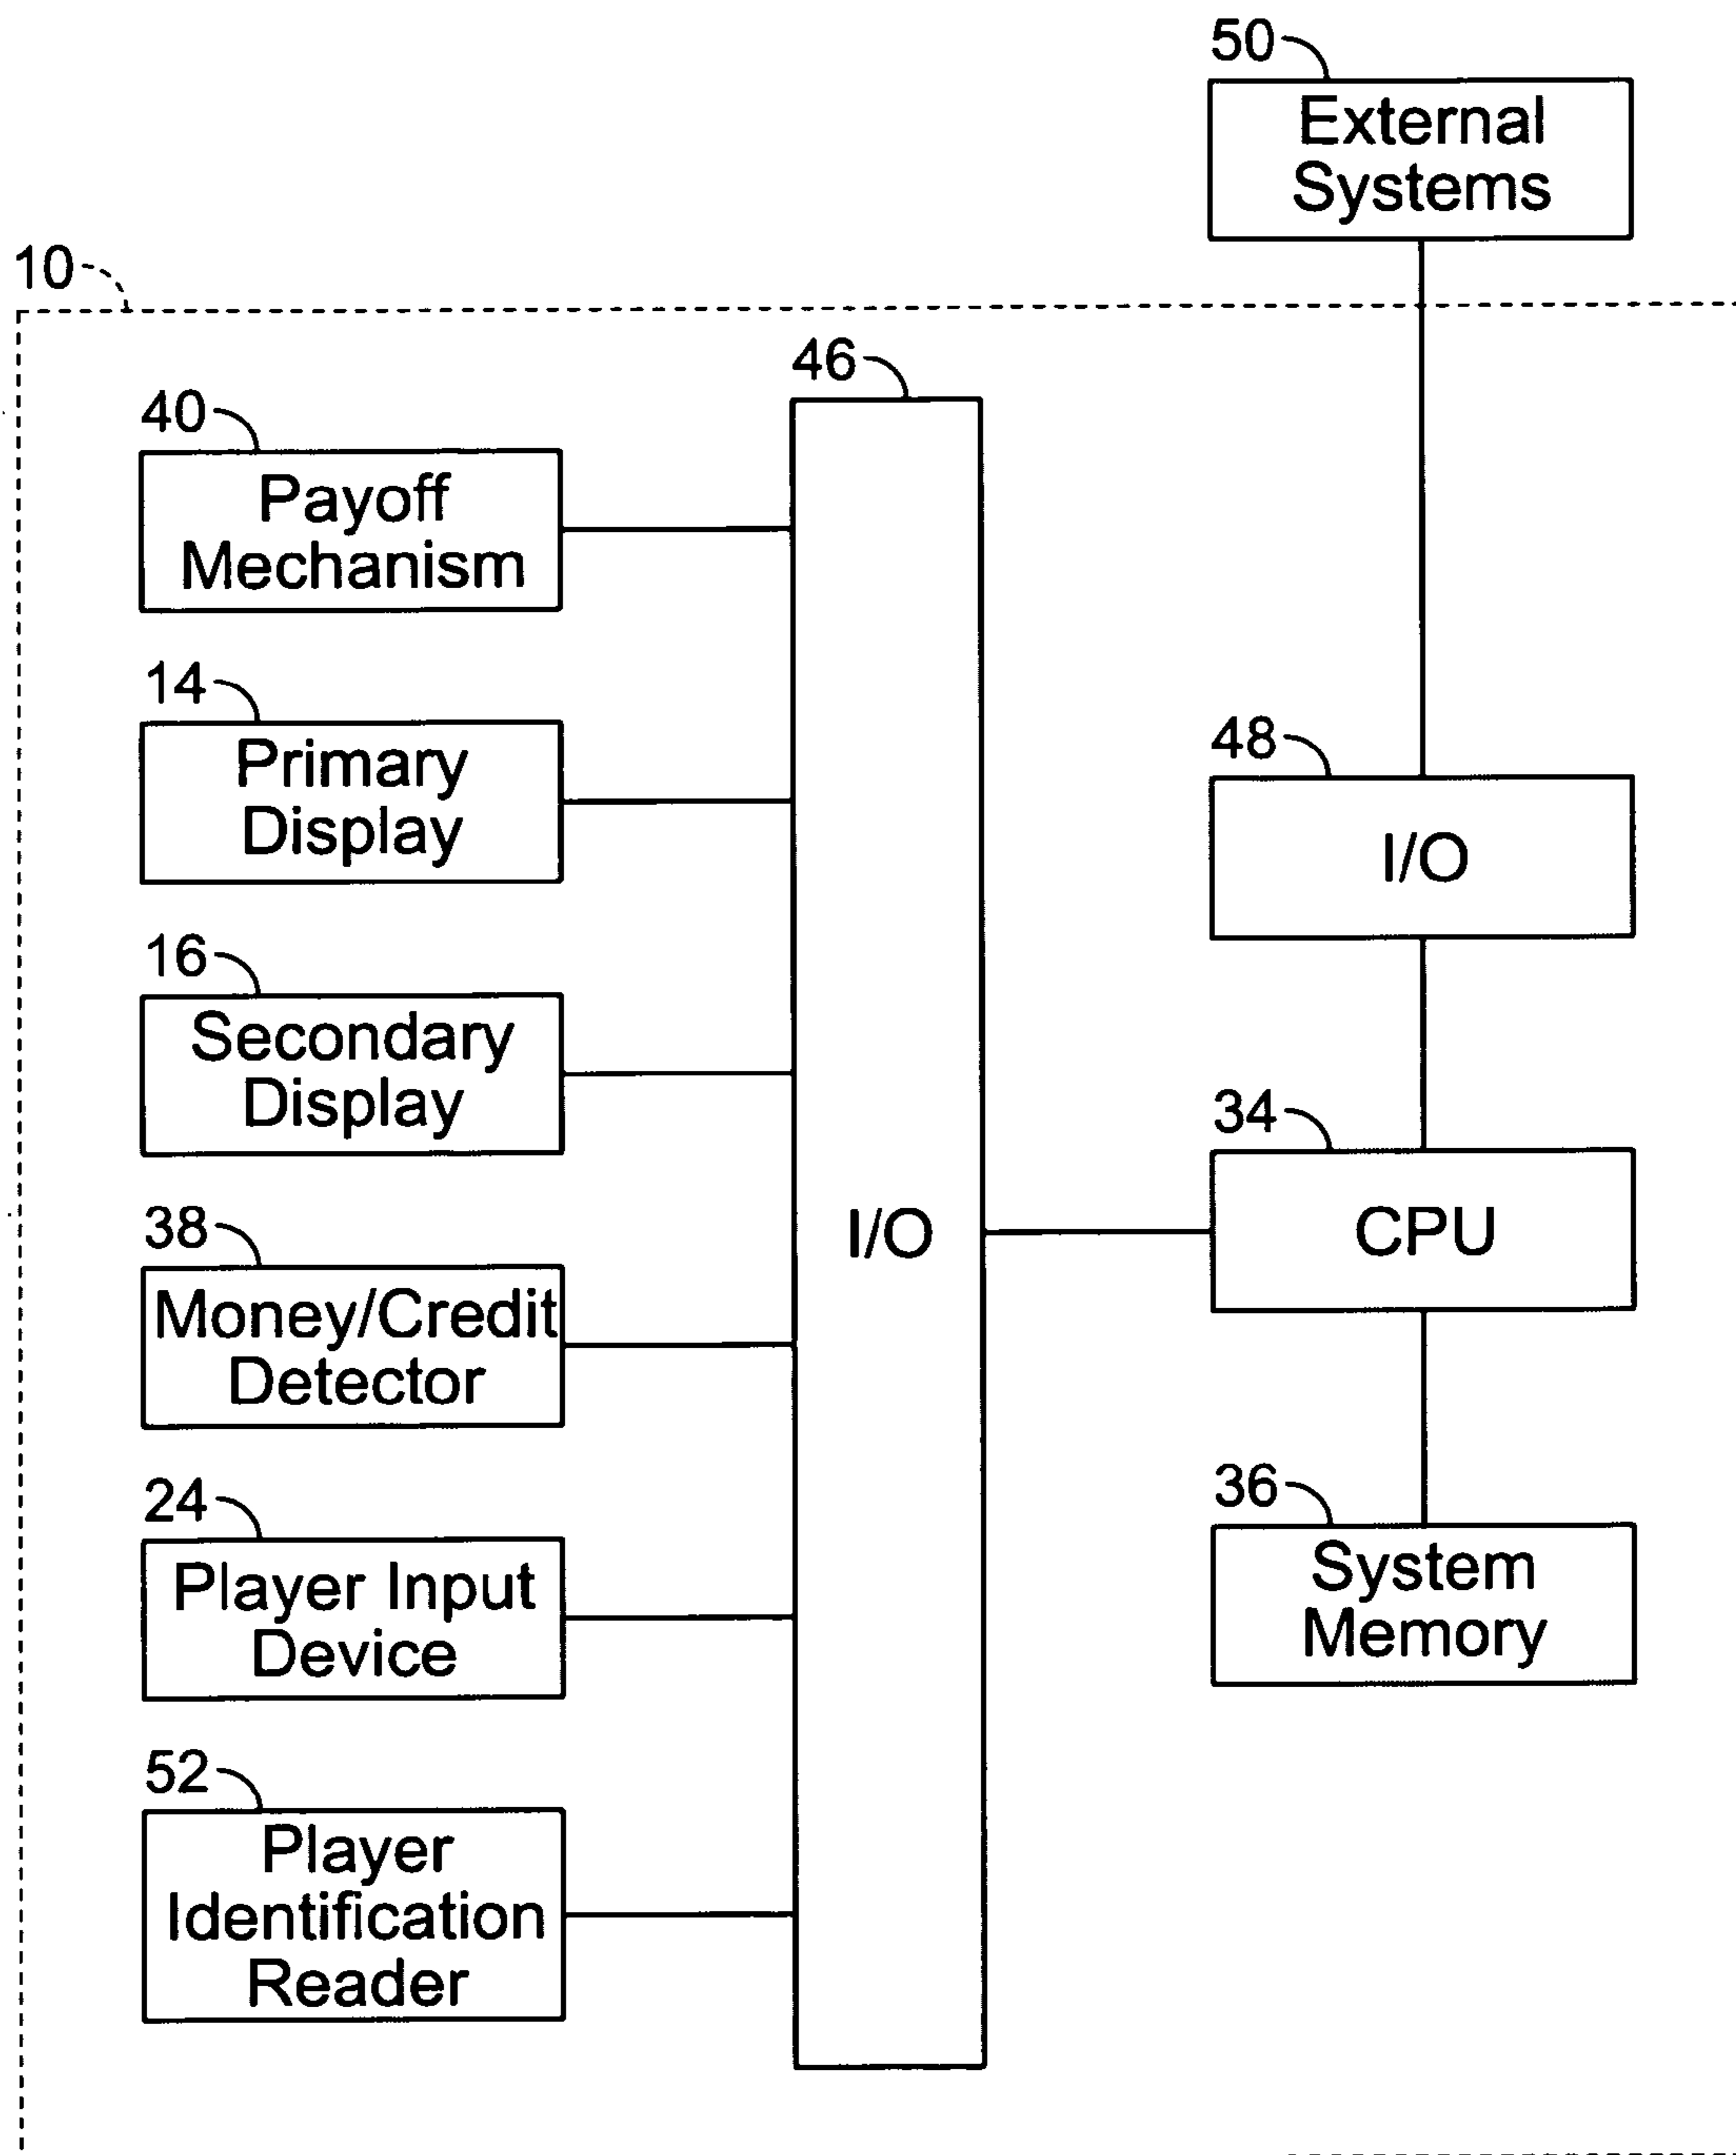 50
External
Systems
10
46
40
Payoff
Mechanism
14
Primary
Display
48
I/O
16
Secondary
Display
34
CPU
38
Money/Credit
Detector
I/O
24
Player Input
Device
36
System
Memory
52
Player
Identification
Reader